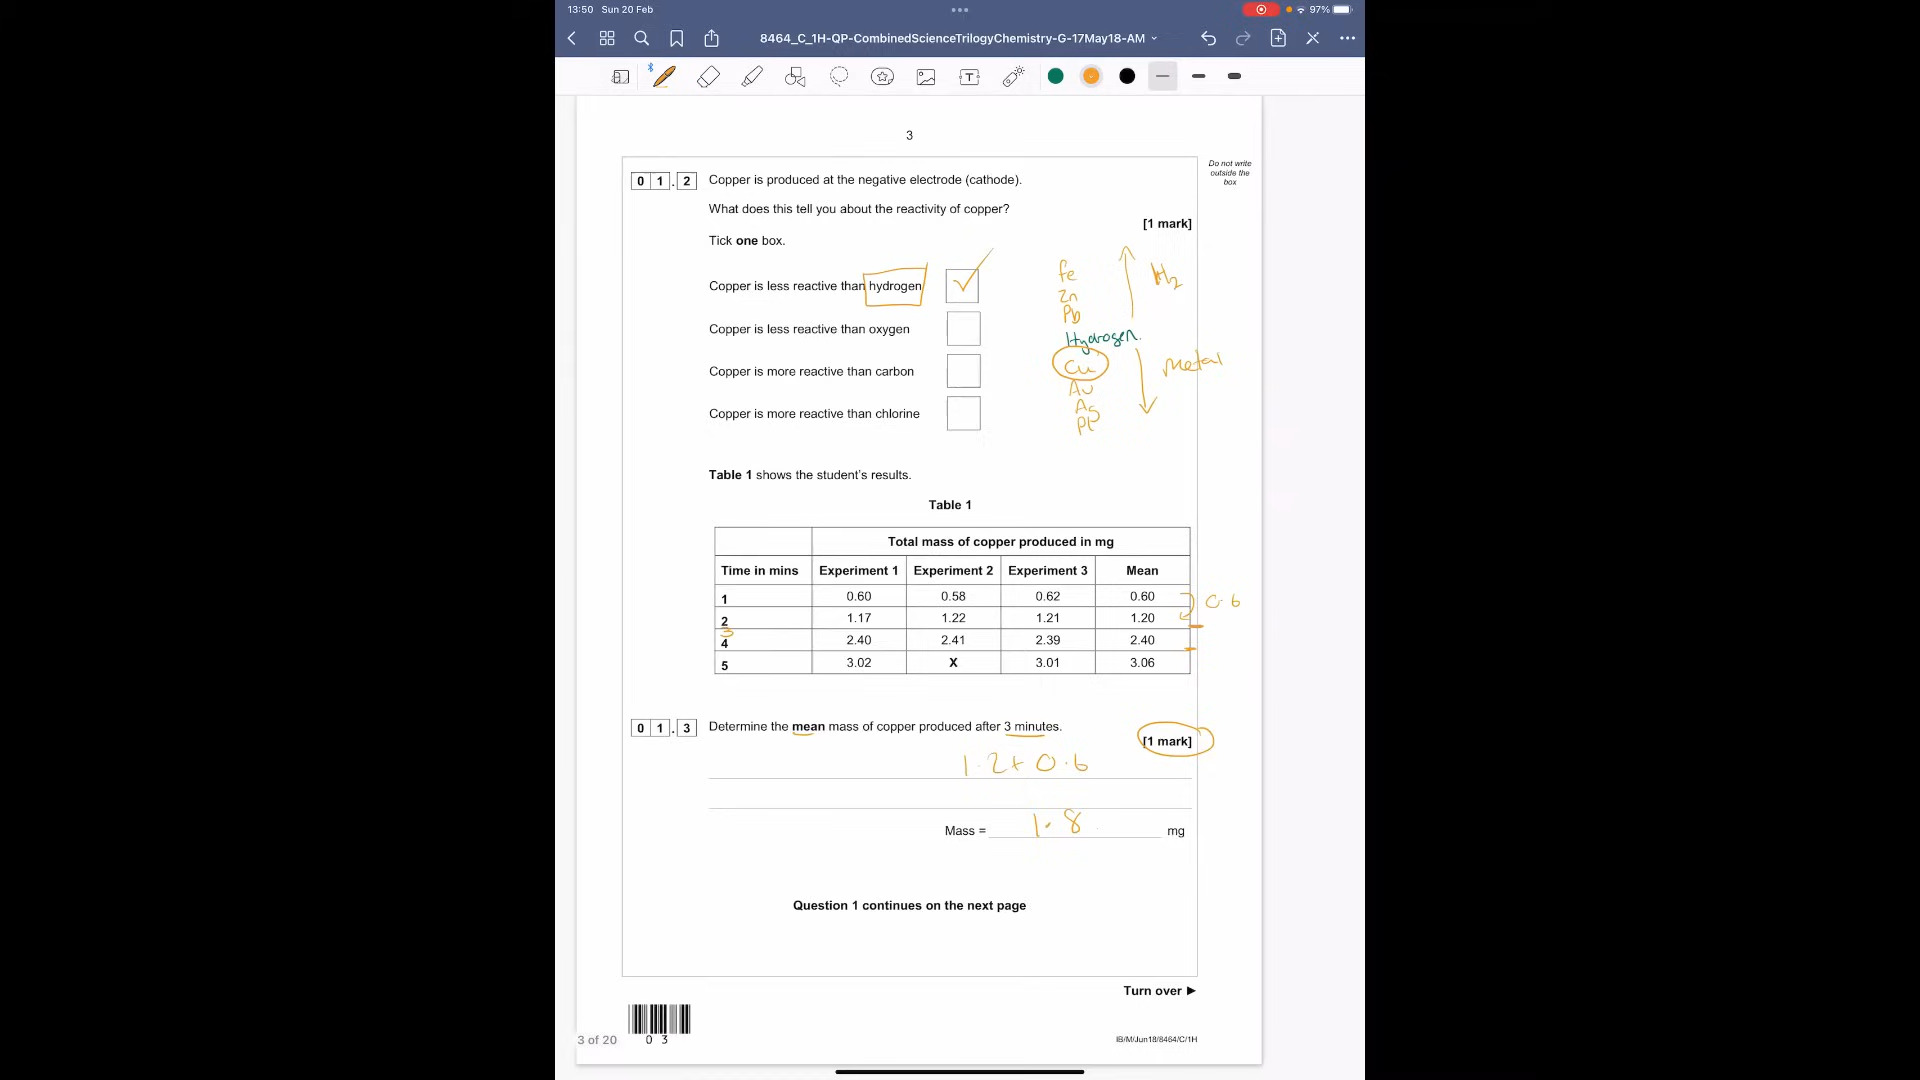 13:50 Sun 20 Feb
97%
8464_C_1H-QP-CombinedScienceTrilogyChemistry-G-17May18-AM
3
Do not write
outside the
box
0 1 . 2 Copper is produced at the negative electrode (cathode).
What does this tell you about the reactivity of copper?
[1 mark]
Tick one box.
Copper is less reactive than hydrogen
Copper is less reactive than oxygen
Copper is more reactive than carbon
Copper is more reactive than chlorine
Fe
Zn
Pb
Hydrogen.
Cu
Au
Ag
Pt
H2
Metal
Table 1 shows the student's results.
Table 1
Total mass of copper produced in mg
Time in mins Experiment 1 Experiment 2 Experiment 3 Mean
1 0.60 0.58 0.62 0.60
0.6
2 1.17 1.22 1.21 1.20
3
4 2.40 2.41 2.39 2.40
5 3.02 X 3.01 3.06
0 1 . 3 Determine the mean mass of copper produced after 3 minutes.
[1 mark]
1.2+ 0.6
Mass = 1.8 mg
Question 1 continues on the next page
Turn over ►
3 of 20
0 3
IB/M/Jun18/8464/C/1H